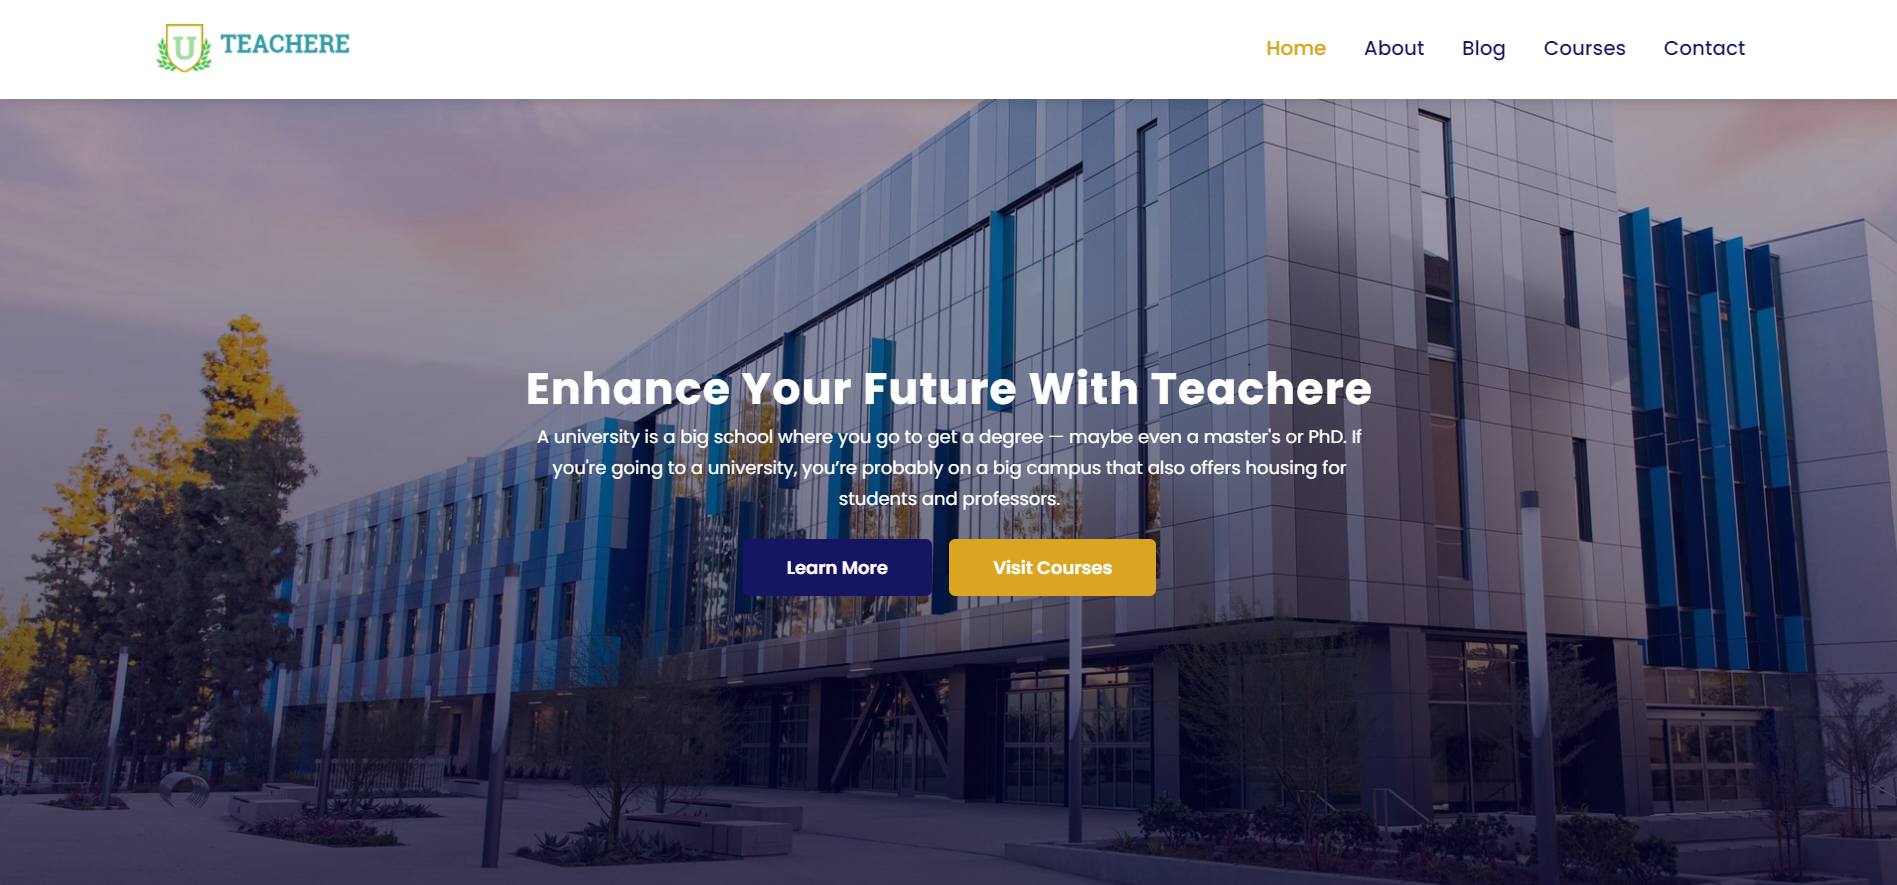 U TEACHERE
Home About Blog Courses Contact
Enhance Your Future With Teachere
A university is a big school where you go to get a degree — maybe even a master's or PhD. If
you're going to a university, you’re probably on a big campus that also offers housing for
students and professors.
Learn More Visit Courses